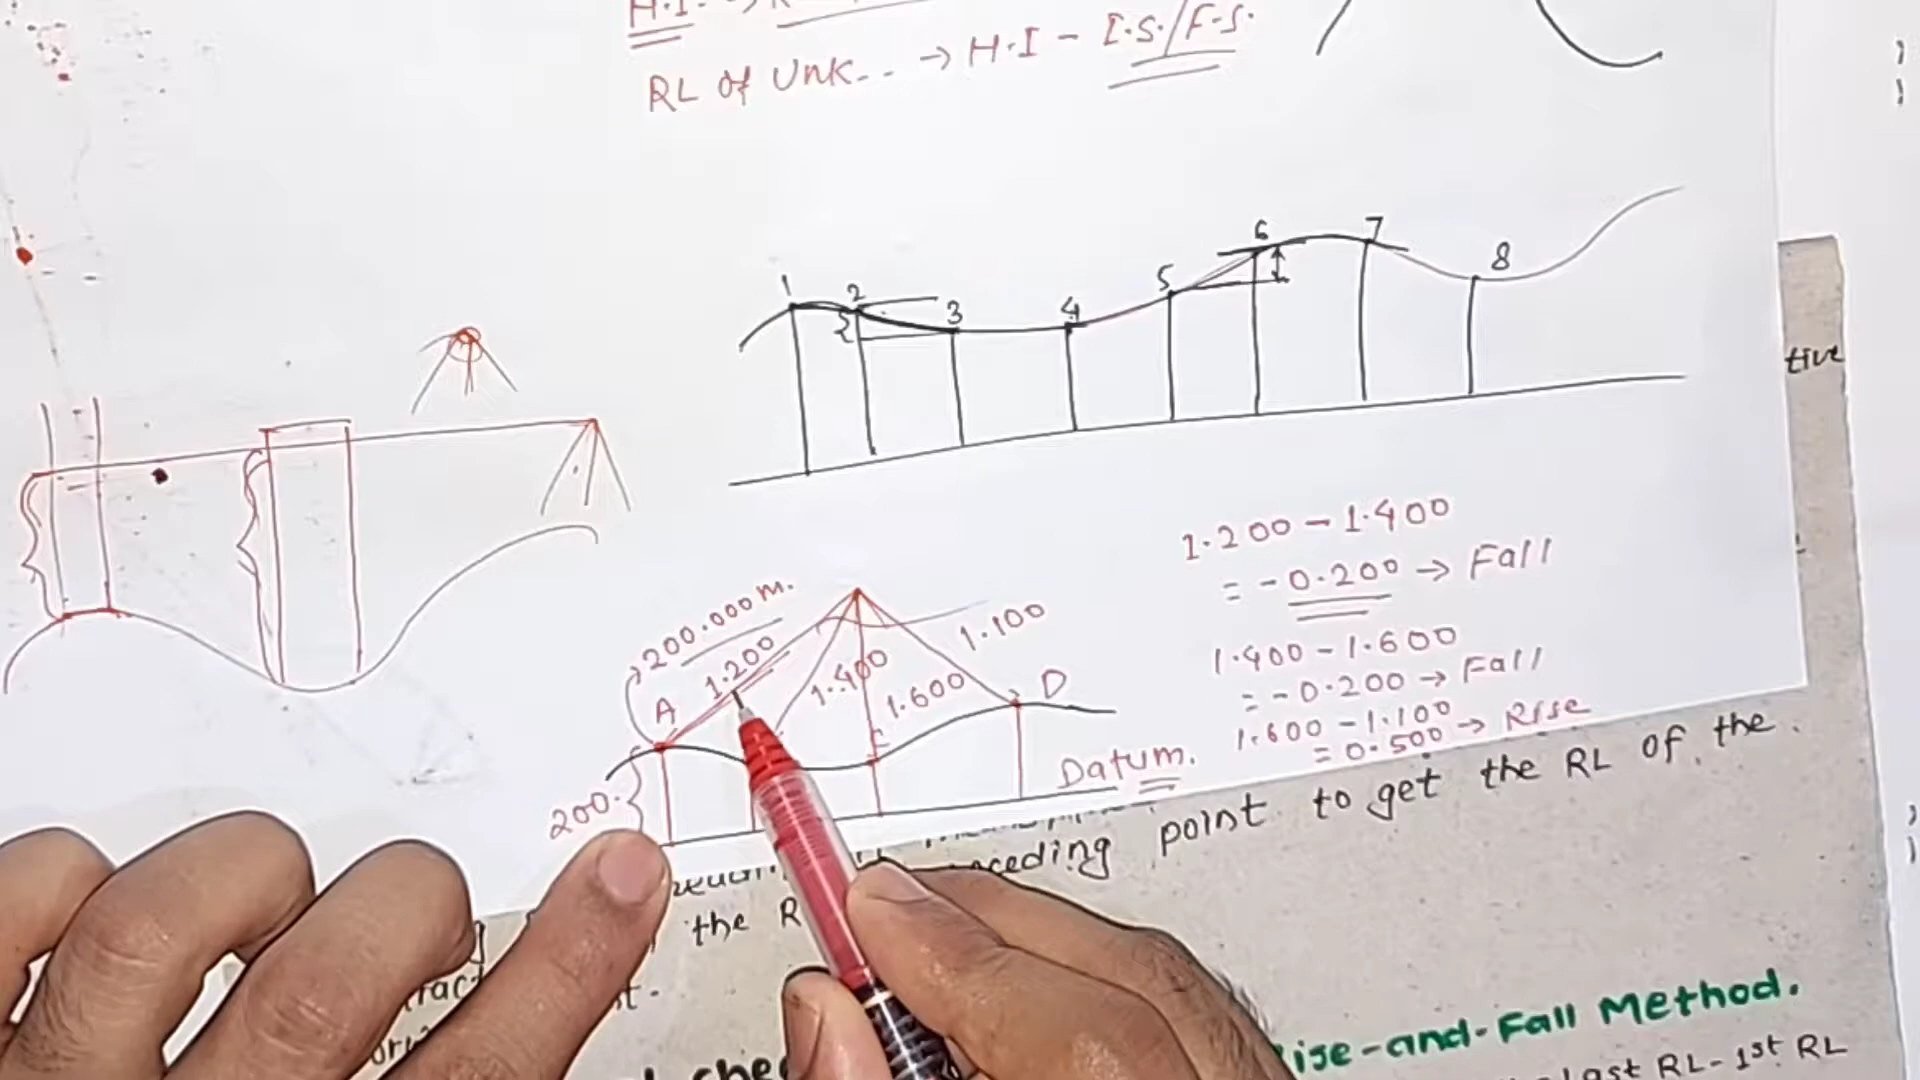 H.I. →
RL of Unk... → H.I - I.S./F.S.
1 2 3 4 5 6 7 8
tive
1.200 - 1.400
= - 0.200 → Fall
1.400 - 1.600
= - 0.200 → Fall
1.600 - 1.100
= 0.500 → Rise
200.000 m.
1.200
1.400
1.600
1.100
A
C
D
200.
Datum.
point to get the RL of the
the R
ise-and-Fall Method.
Last RL - 1st RL